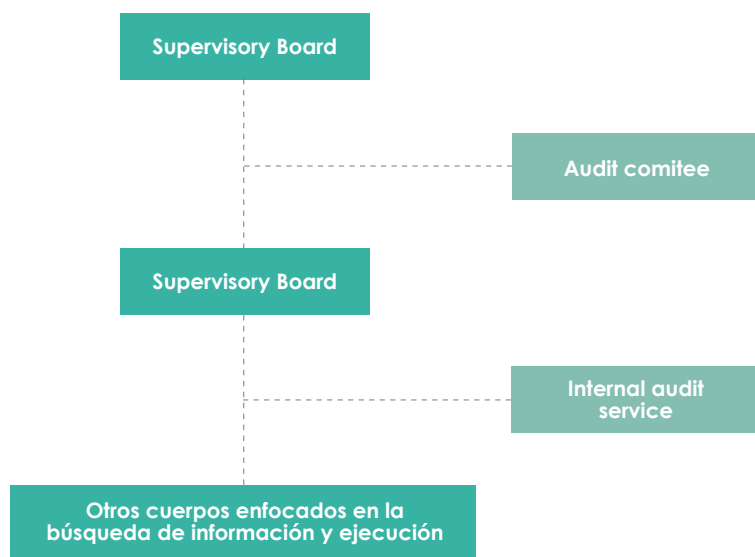 Supervisory Board
Audit comitee
Supervisory Board
Internal audit
service
Otros cuerpos enfocados en la
búsqueda de información y ejecución